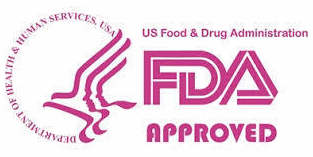 DEPARTMENT OF HEALTH & HUMAN SERVICES, USA
US Food & Drug Administration
FDA
APPROVED